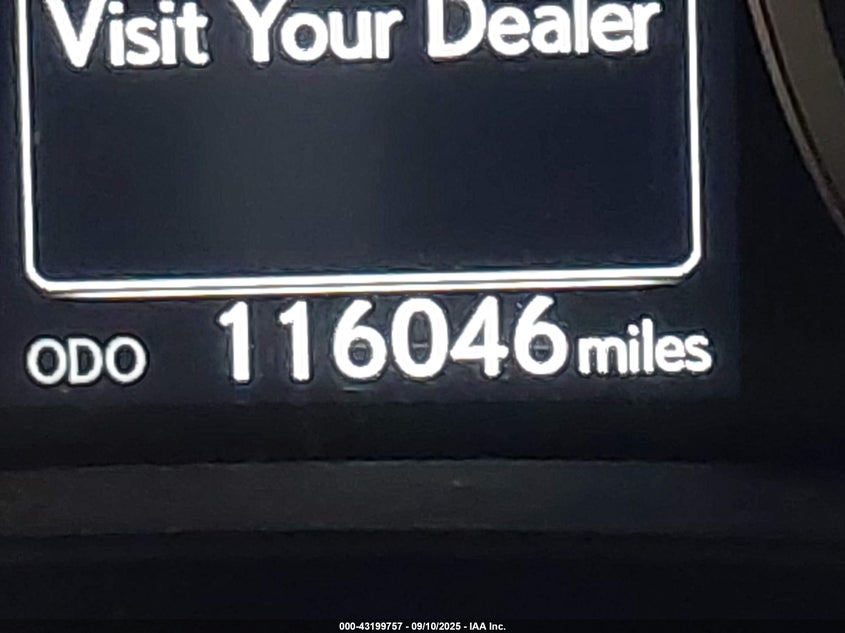 Visit Your Dealer
ODO 116046 miles
000-43199757 - 09/10/2025 - IAA Inc.